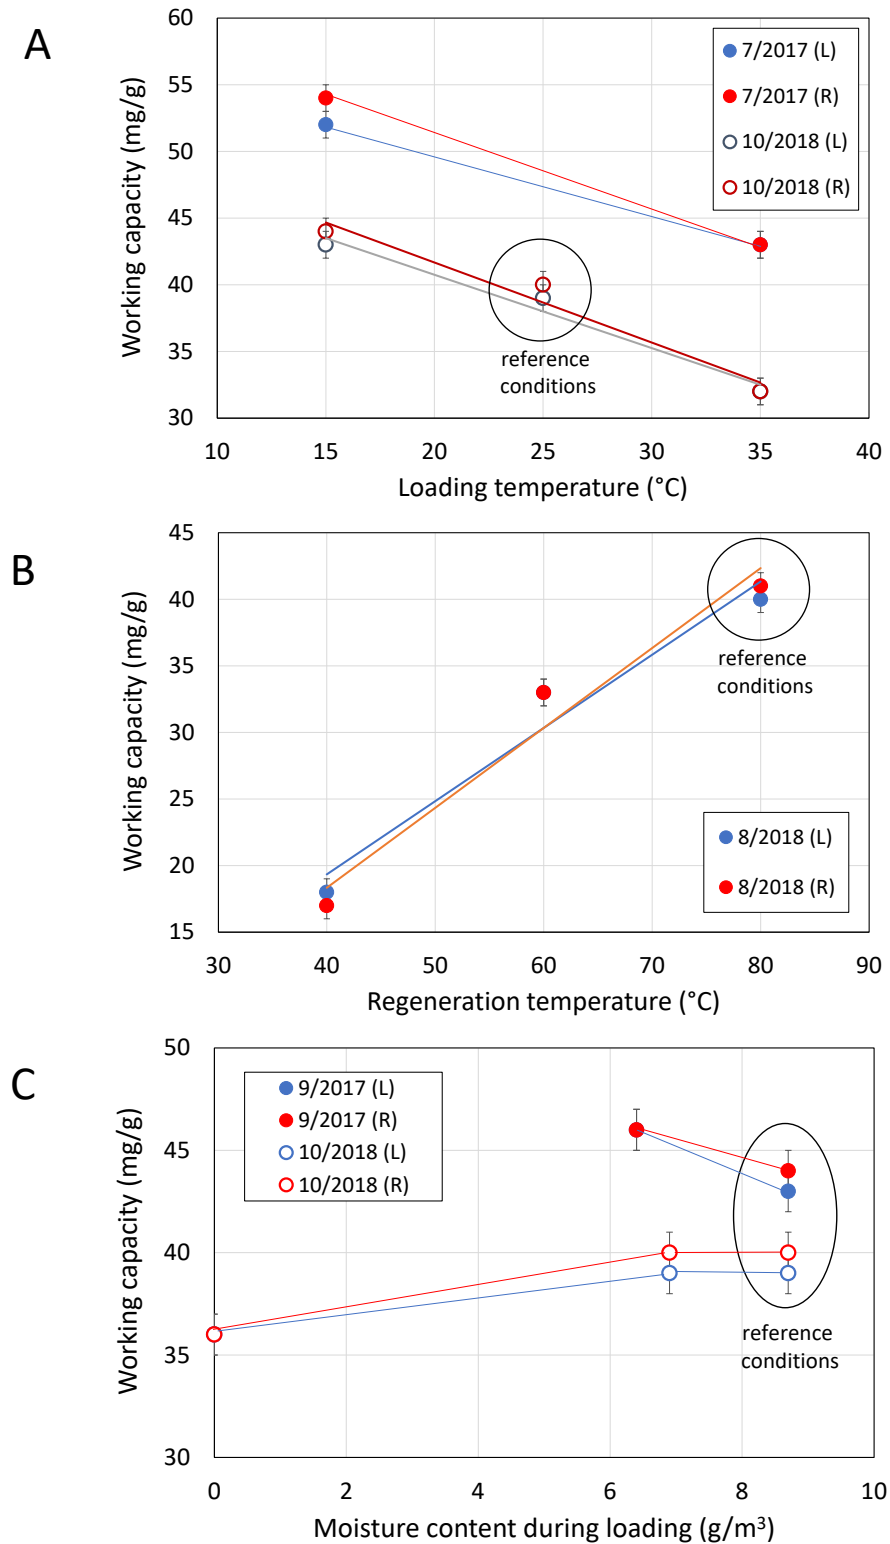 A
Working capacity (mg/g)
60
55
50
45
40
35
30
7/2017 (L)
7/2017 (R)
10/2018 (L)
10/2018 (R)
reference
conditions
10 15 20 25 30 35 40
Loading temperature (°C)
B
Working capacity (mg/g)
45
40
35
30
25
20
15
reference
conditions
8/2018 (L)
8/2018 (R)
30 40 50 60 70 80 90
Regeneration temperature (°C)
C
Working capacity (mg/g)
50
45
40
35
30
9/2017 (L)
9/2017 (R)
10/2018 (L)
10/2018 (R)
reference
conditions
0 2 4 6 8 10
Moisture content during loading (g/m³)